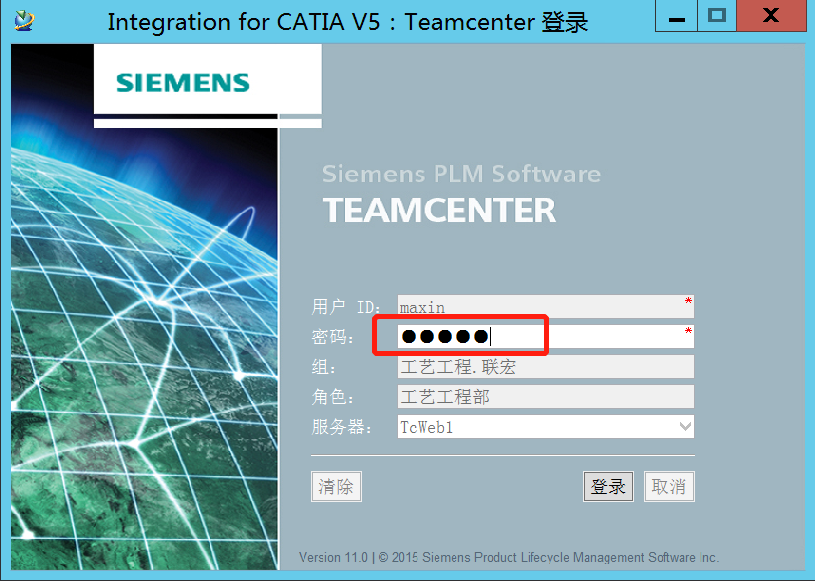 Integration for CATIA V5：Teamcenter 登录
SIEMENS
Siemens PLM Software
TEAMCENTER
用户 ID: maxin *
密码: ●●●●● *
组: 工艺工程.联宏
角色: 工艺工程部
服务器: TcWeb1
清除 登录 取消
Version 11.0 | © 2015 Siemens Product Lifecycle Management Software Inc.